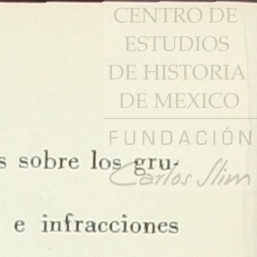 CENTRO DE
ESTUDIOS
DE HISTORIA
DE MEXICO
FUNDACIÓN
Carlos Slim
s sobre los gru-
e infracciones